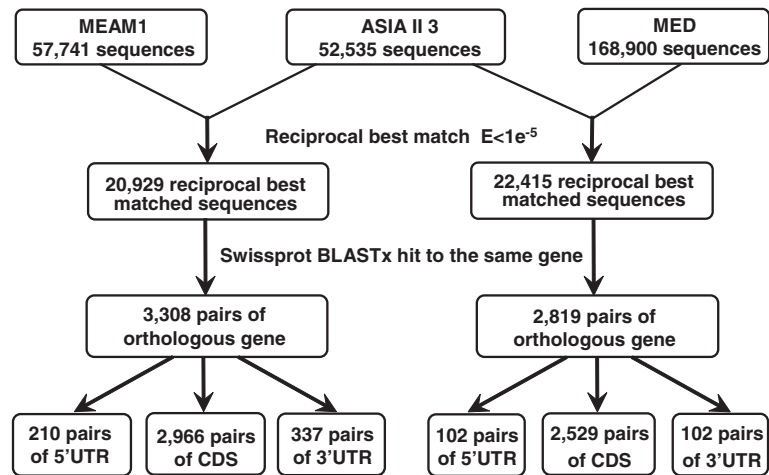 MEAM1
57,741 sequences
ASIA II 3
52,535 sequences
MED
168,900 sequences
Reciprocal best match E<1e-5
20,929 reciprocal best
matched sequences
22,415 reciprocal best
matched sequences
Swissprot BLASTx hit to the same gene
3,308 pairs of
orthologous gene
2,819 pairs of
orthologous gene
210 pairs
of 5'UTR
2,966 pairs
of CDS
337 pairs
of 3'UTR
102 pairs
of 5'UTR
2,529 pairs
of CDS
102 pairs
of 3'UTR